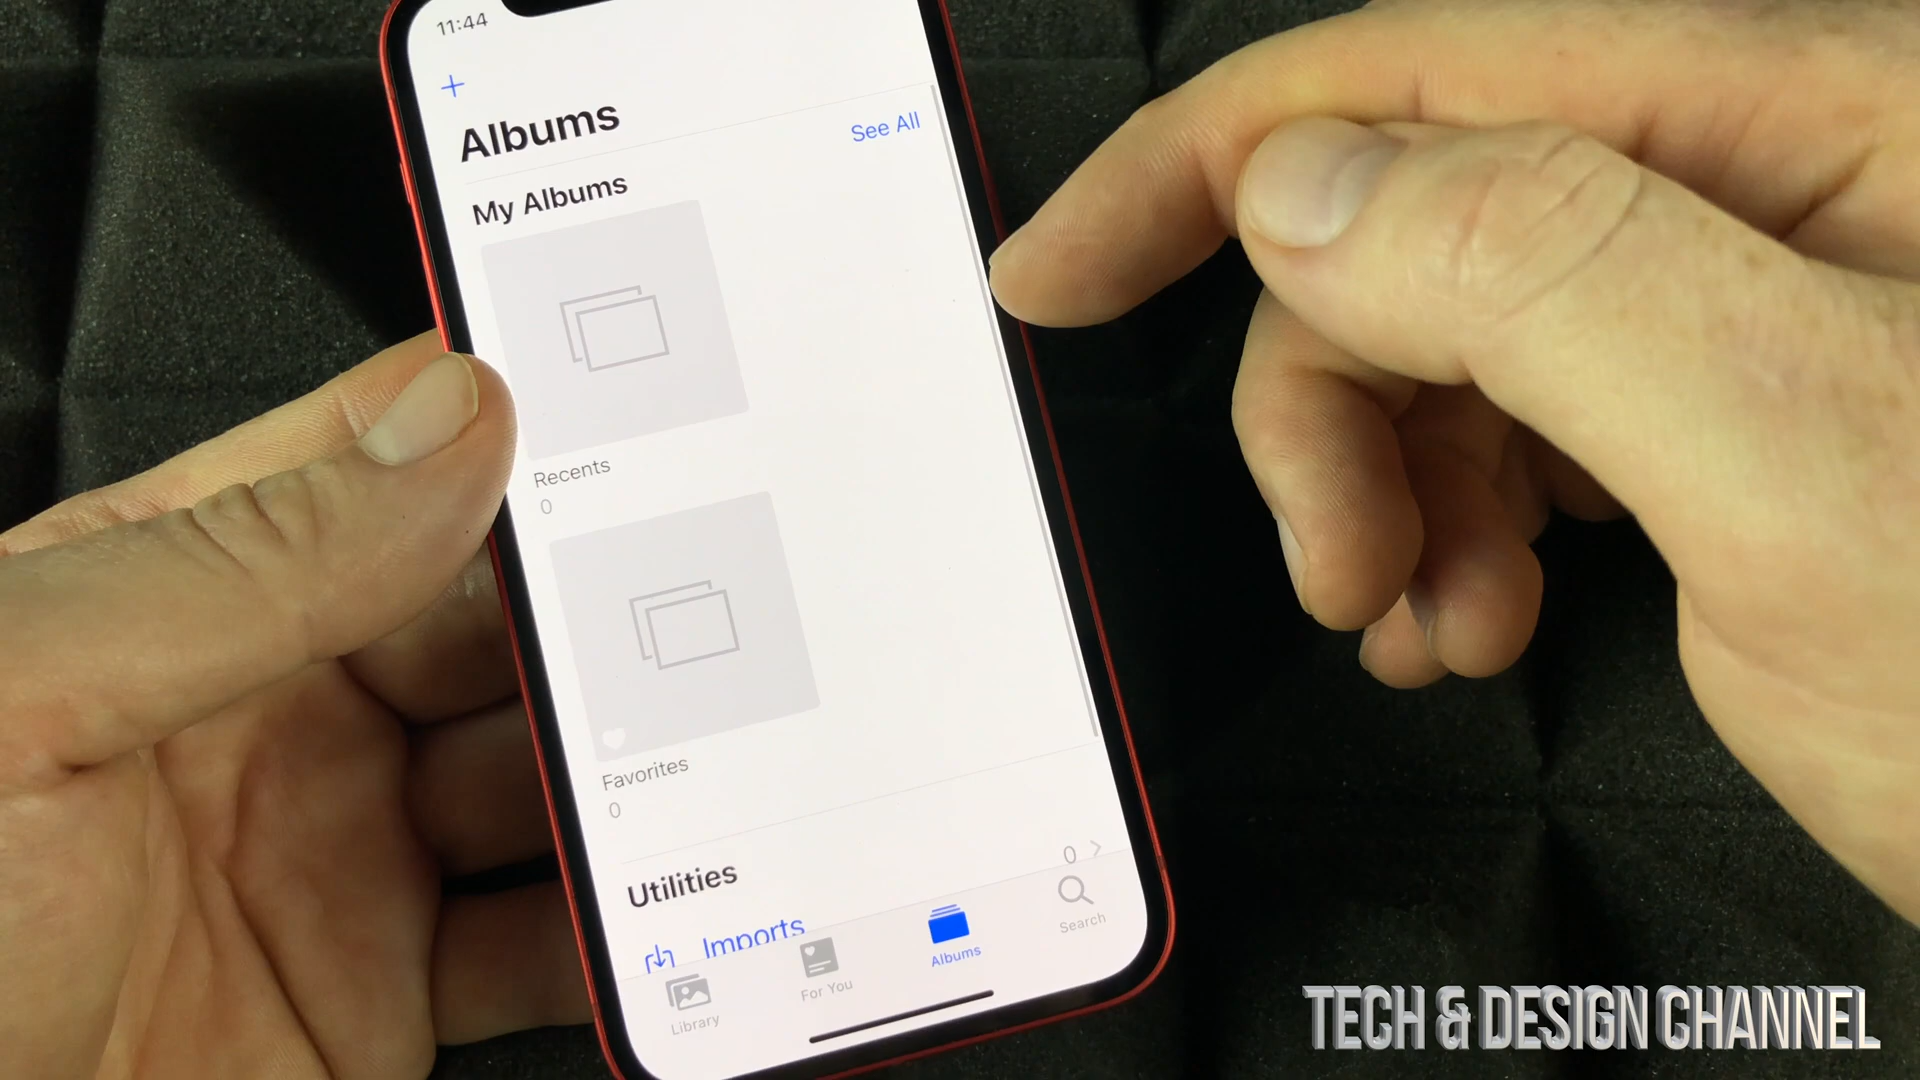 11:44
+
Albums
My Albums
See All
Recents
0
Favorites
0
Utilities
0 >
Imports
Library
For You
Albums
Search
TECH & DESIGN CHANNEL